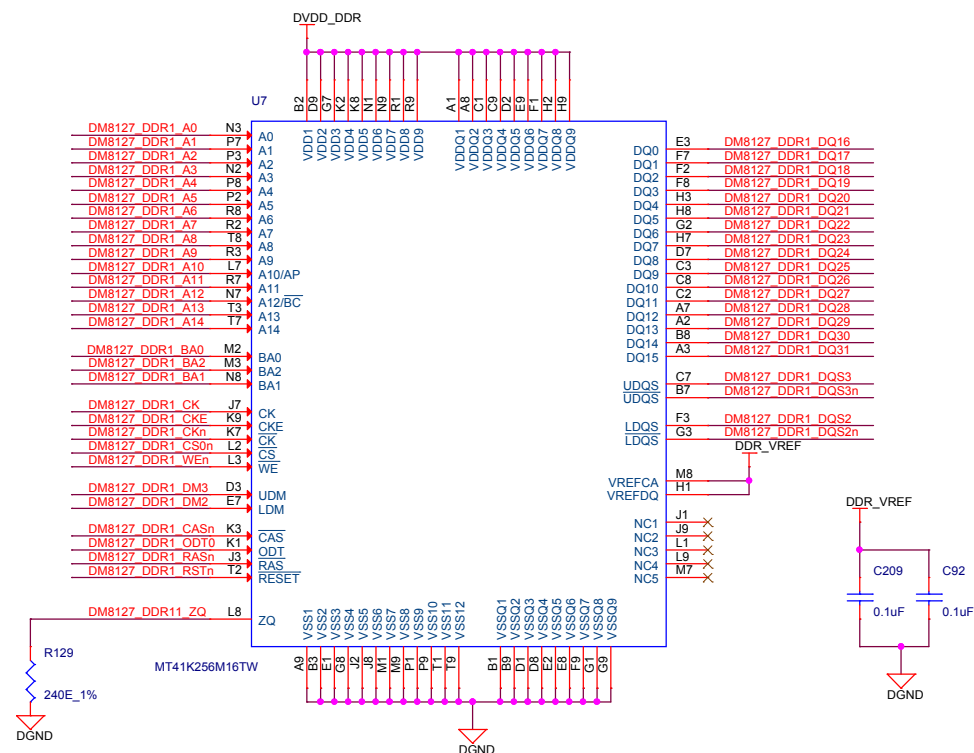 DVDD_DDR
U7
B2 D9 G7 K2 K8 N1 N9 R1 R9 A1 A8 C1 C9 D2 E9 F1 H2 H9
VDD1 VDD2 VDD3 VDD4 VDD5 VDD6 VDD7 VDD8 VDD9 VDDQ1 VDDQ2 VDDQ3 VDDQ4 VDDQ5 VDDQ6 VDDQ7 VDDQ8 VDDQ9
DM8127_DDR1_A0 N3 A0
DM8127_DDR1_A1 P7 A1
DM8127_DDR1_A2 P3 A2
DM8127_DDR1_A3 N2 A3
DM8127_DDR1_A4 P8 A4
DM8127_DDR1_A5 P2 A5
DM8127_DDR1_A6 R8 A6
DM8127_DDR1_A7 R2 A7
DM8127_DDR1_A8 T8 A8
DM8127_DDR1_A9 R3 A9
DM8127_DDR1_A10 L7 A10/AP
DM8127_DDR1_A11 R7 A11
DM8127_DDR1_A12 N7 A12/BC
DM8127_DDR1_A13 T3 A13
DM8127_DDR1_A14 T7 A14
DM8127_DDR1_BA0 M2 BA0
DM8127_DDR1_BA2 M3 BA2
DM8127_DDR1_BA1 N8 BA1
DM8127_DDR1_CK J7 CK
DM8127_DDR1_CKE K9 CKE
DM8127_DDR1_CKn K7 CK
DM8127_DDR1_CS0n L2 CS
DM8127_DDR1_WEn L3 WE
DM8127_DDR1_DM3 D3 UDM
DM8127_DDR1_DM2 E7 LDM
DM8127_DDR1_CASn K3 CAS
DM8127_DDR1_ODT0 K1 ODT
DM8127_DDR1_RASn J3 RAS
DM8127_DDR1_RSTn T2 RESET
DM8127_DDR11_ZQ L8 ZQ
DQ0 E3 DM8127_DDR1_DQ16
DQ1 F7 DM8127_DDR1_DQ17
DQ2 F2 DM8127_DDR1_DQ18
DQ3 F8 DM8127_DDR1_DQ19
DQ4 H3 DM8127_DDR1_DQ20
DQ5 H8 DM8127_DDR1_DQ21
DQ6 G2 DM8127_DDR1_DQ22
DQ7 H7 DM8127_DDR1_DQ23
DQ8 D7 DM8127_DDR1_DQ24
DQ9 C3 DM8127_DDR1_DQ25
DQ10 C8 DM8127_DDR1_DQ26
DQ11 C2 DM8127_DDR1_DQ27
DQ12 A7 DM8127_DDR1_DQ28
DQ13 A2 DM8127_DDR1_DQ29
DQ14 B8 DM8127_DDR1_DQ30
DQ15 A3 DM8127_DDR1_DQ31
UDQS C7 DM8127_DDR1_DQS3
UDQS B7 DM8127_DDR1_DQS3n
LDQS F3 DM8127_DDR1_DQS2
LDQS G3 DM8127_DDR1_DQS2n
DDR_VREF
VREFCA M8
VREFDQ H1
NC1 J1
NC2 J9
NC3 L1
NC4 L9
NC5 M7
VSS1 VSS2 VSS3 VSS4 VSS5 VSS6 VSS7 VSS8 VSS9 VSS10 VSS11 VSS12 VSSQ1 VSSQ2 VSSQ3 VSSQ4 VSSQ5 VSSQ6 VSSQ7 VSSQ8 VSSQ9
A9 B3 E1 G8 J2 J8 M1 M9 P1 P9 T1 T9 B1 B9 D1 D8 E2 E8 F9 G1 G9
MT41K256M16TW
R129
240E_1%
DGND
DGND
DDR_VREF
C209
0.1uF
C92
0.1uF
DGND